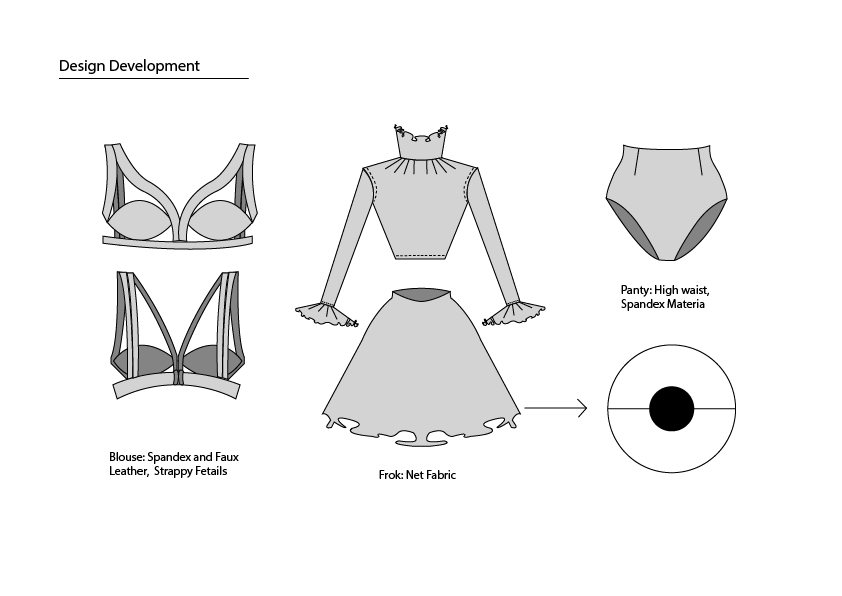 Design Development
Panty: High waist,
Spandex Materia
Blouse: Spandex and Faux
Leather, Strappy Fetails
Frok: Net Fabric